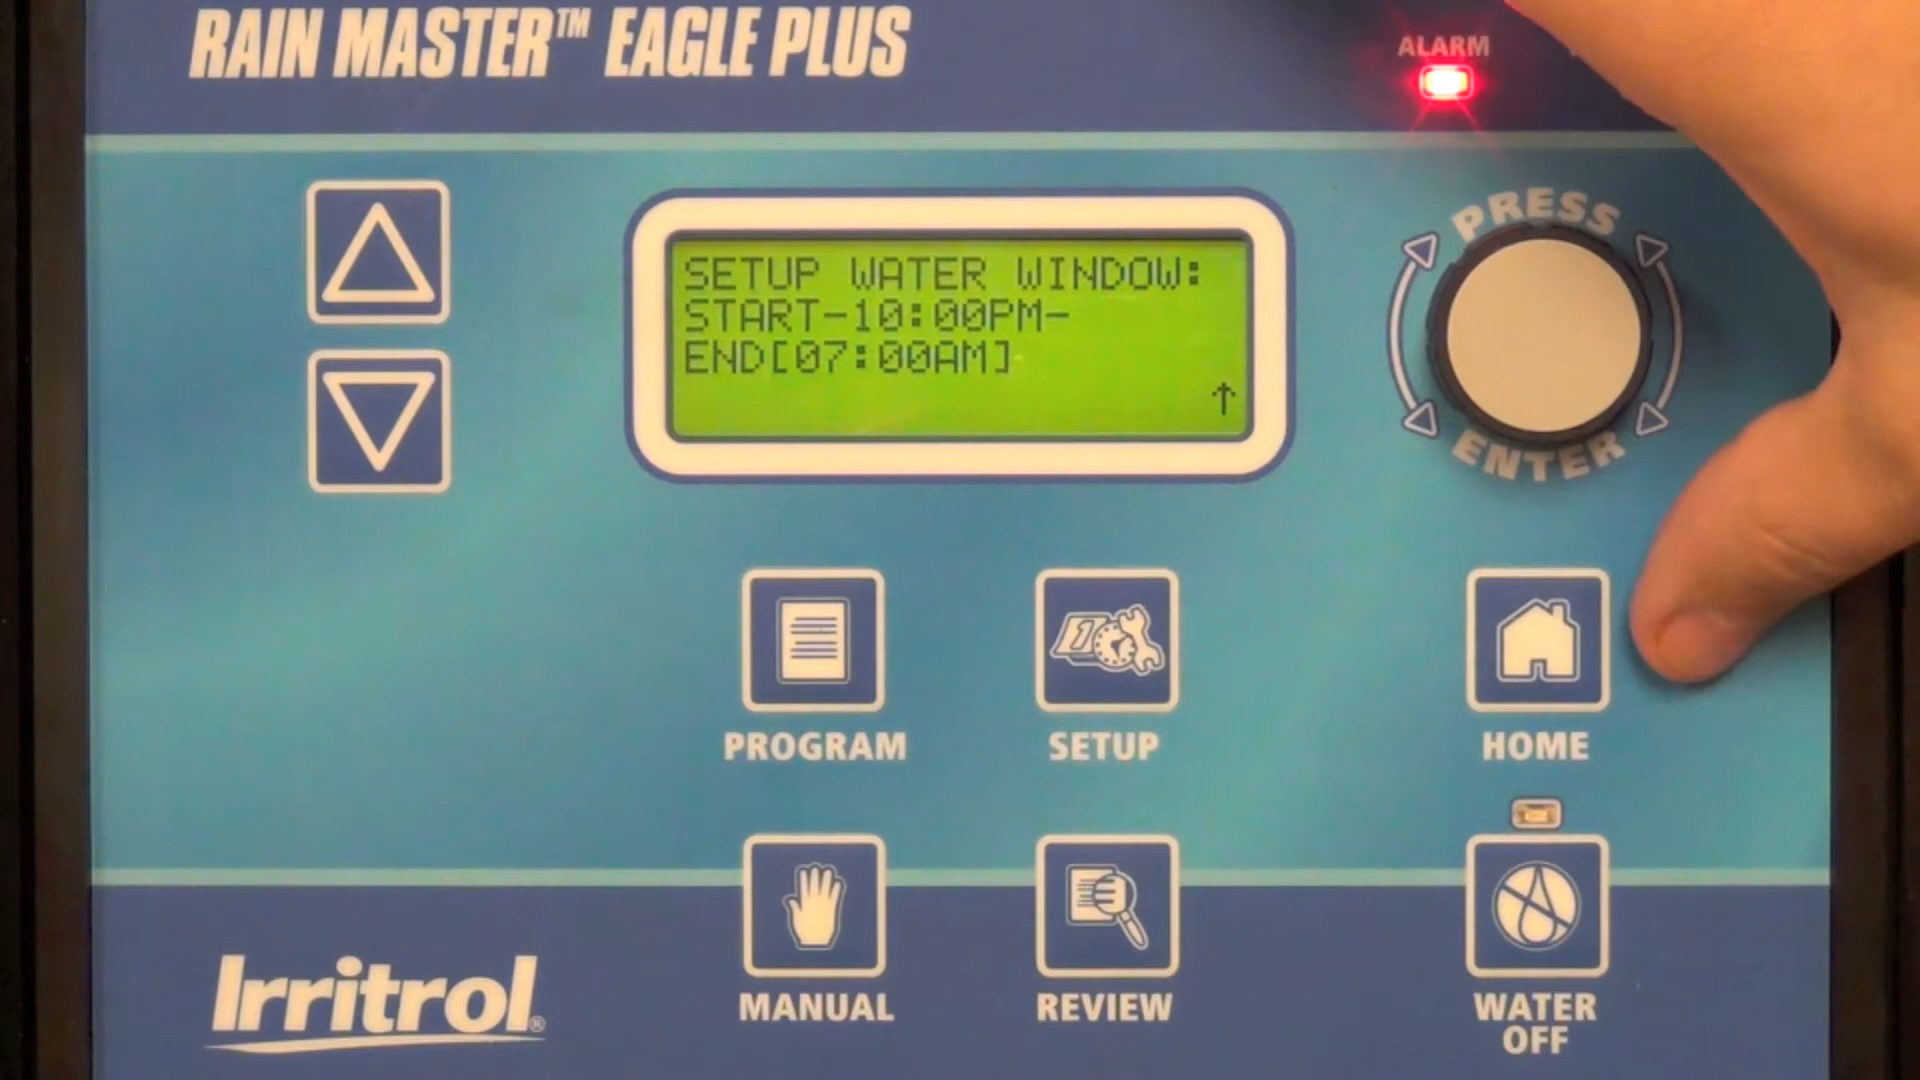 RAIN MASTER™ EAGLE PLUS
ALARM
PRESS
SETUP WATER WINDOW:
START-10:00PM-
END[07:00AM]
↑
ENTER
PROGRAM
SETUP
HOME
MANUAL
REVIEW
WATER
OFF
Irritrol®